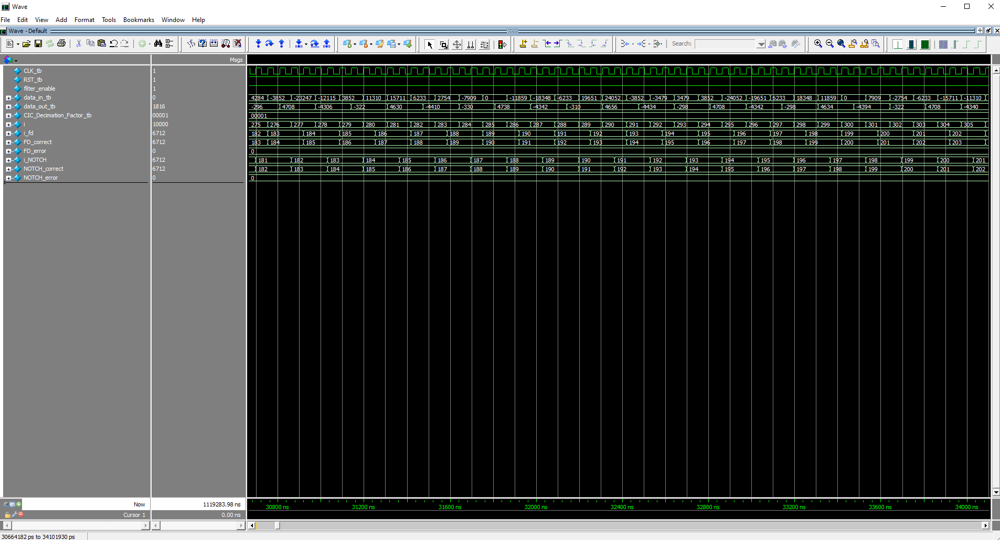 Wave
File Edit View Add Format Tools Bookmarks Window Help
Wave - Default
Search:
Msgs
CLK_tb 1
RST_tb 1
filter_enable 1
data_in_tb 0 4284 -3852 -23247 -12115 3852 11310 15711 6233 2754 -7909 0 -11859 -18348 -6233 19651 24052 -3852 -3479 3479 3852 -24052 -19651 6233 18348 11859 0 7909 -2754 -6233 -15711 -11310
data_out_tb 1816 -296 4708 -4306 -322 4630 -4410 -330 4738 -4342 -310 4656 -4434 -298 4708 -4342 -298 4634 -4394 -322 4708 -4340
CIC_Decimation_Factor_tb 00001 00001
i 10000 275 276 277 278 279 280 281 282 283 284 285 286 287 288 289 290 291 292 293 294 295 296 297 298 299 300 301 302 303 304 305
i_fd 6712 182 183 184 185 186 187 188 189 190 191 192 193 194 195 196 197 198 199 200 201 202
FD_correct 6712 183 184 185 186 187 188 189 190 191 192 193 194 195 196 197 198 199 200 201 202 203
FD_error 0 0
i_NOTCH 6712 181 182 183 184 185 186 187 188 189 190 191 192 193 194 195 196 197 198 199 200 201
NOTCH_correct 6712 182 183 184 185 186 187 188 189 190 191 192 193 194 195 196 197 198 199 200 201 202
NOTCH_error 0 0
Now 1119283.98 ns 30800 ns 31200 ns 31600 ns 32000 ns 32400 ns 32800 ns 33200 ns 33600 ns 34000 ns
Cursor 1 0.00 ns
30664182 ps to 34101930 ps